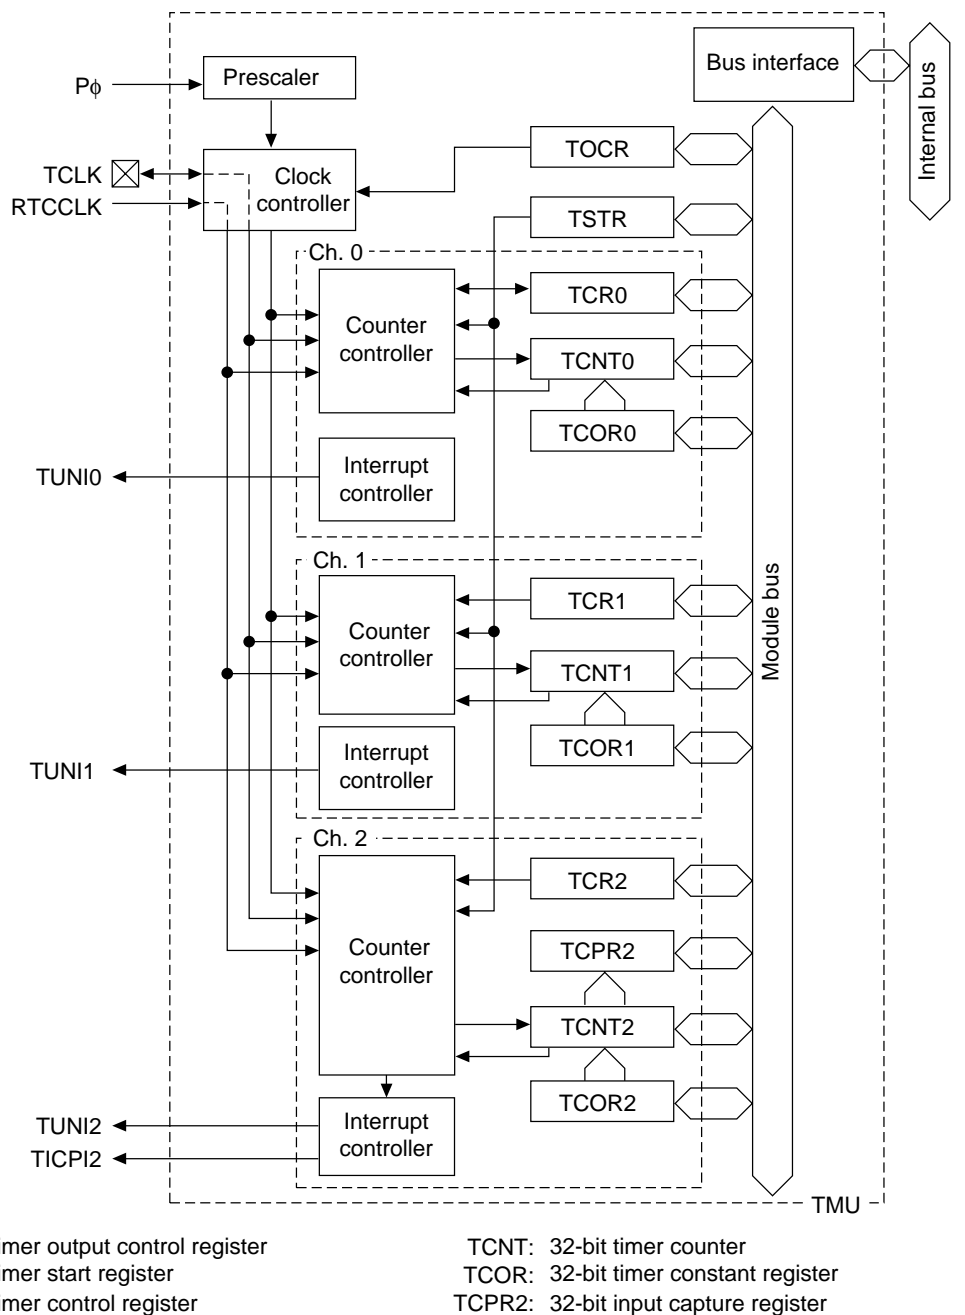 Prescaler
Bus interface
Internal bus
Pϕ
TCLK
RTCCLK
Clock
controller
TOCR
TSTR
Ch. 0
Counter
controller
TCR0
TCNT0
TCOR0
Interrupt
controller
TUNI0
Ch. 1
Counter
controller
TCR1
TCNT1
TCOR1
Interrupt
controller
TUNI1
Module bus
Ch. 2
Counter
controller
TCR2
TCPR2
TCNT2
TCOR2
Interrupt
controller
TUNI2
TICPI2
TMU
imer output control register
imer start register
imer control register
TCNT: 32-bit timer counter
TCOR: 32-bit timer constant register
TCPR2: 32-bit input capture register